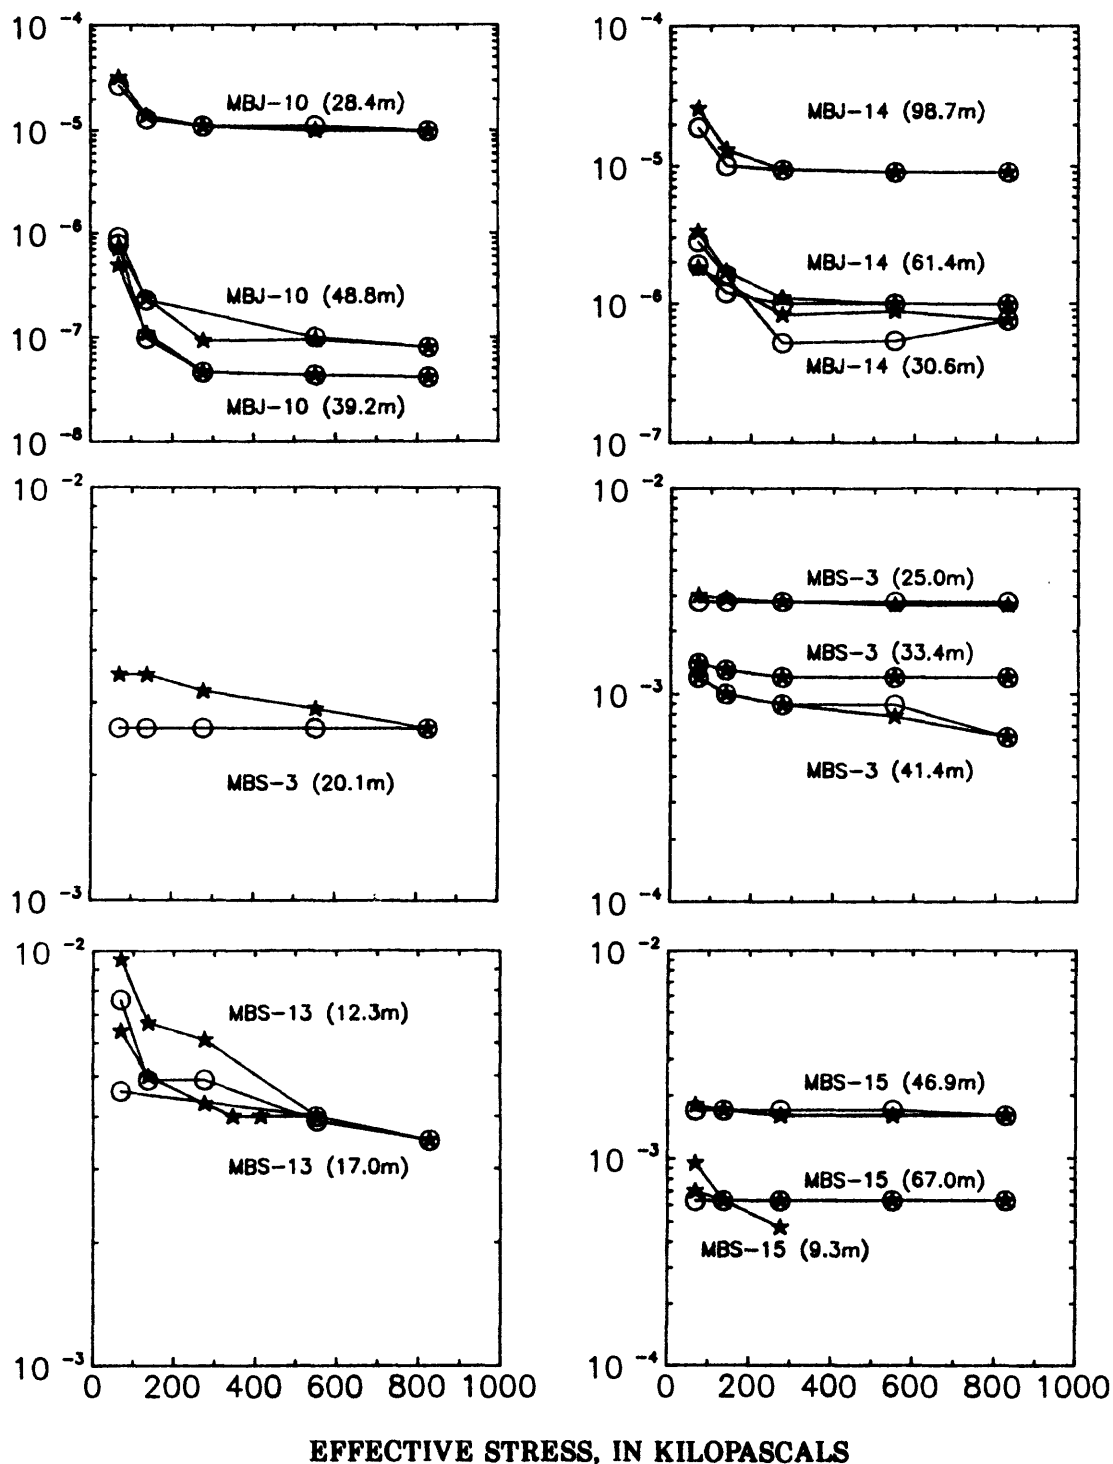 10 -4
10 -5
10 -6
10 -7
10 -8
MBJ-10 (28.4m)
MBJ-10 (48.8m)
MBJ-10 (39.2m)
10 -4
10 -5
10 -6
10 -7
MBJ-14 (98.7m)
MBJ-14 (61.4m)
MBJ-14 (30.6m)
10 -2
10 -3
MBS-3 (20.1m)
10 -2
10 -3
10 -4
MBS-3 (25.0m)
MBS-3 (33.4m)
MBS-3 (41.4m)
10 -2
10 -3
MBS-13 (12.3m)
MBS-13 (17.0m)
0 200 400 600 800 1000
10 -2
10 -3
10 -4
MBS-15 (46.9m)
MBS-15 (67.0m)
MBS-15 (9.3m)
0 200 400 600 800 1000
EFFECTIVE STRESS, IN KILOPASCALS